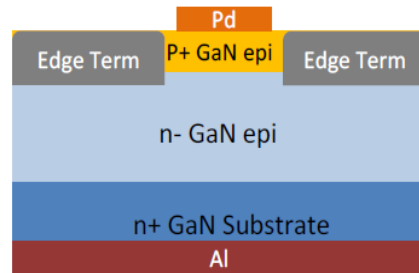 Pd
Edge Term P+ GaN epi Edge Term
n- GaN epi
n+ GaN Substrate
Al